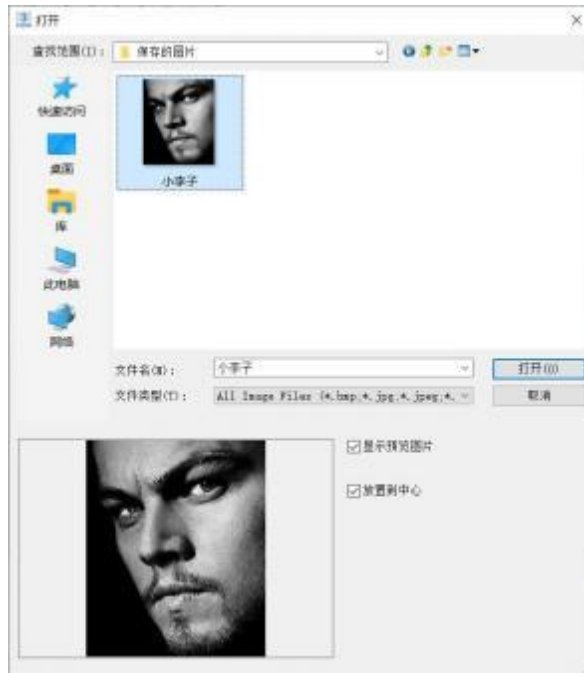 打开
查找范围(I):
保存的图片
快速访问
桌面
库
此电脑
网络
小李子
文件名(N):
小李子
打开(O)
文件类型(T):
All Image Files (*.bmp,*.jpg,*.jpeg,*.
取消
显示预览图片
放置到中心